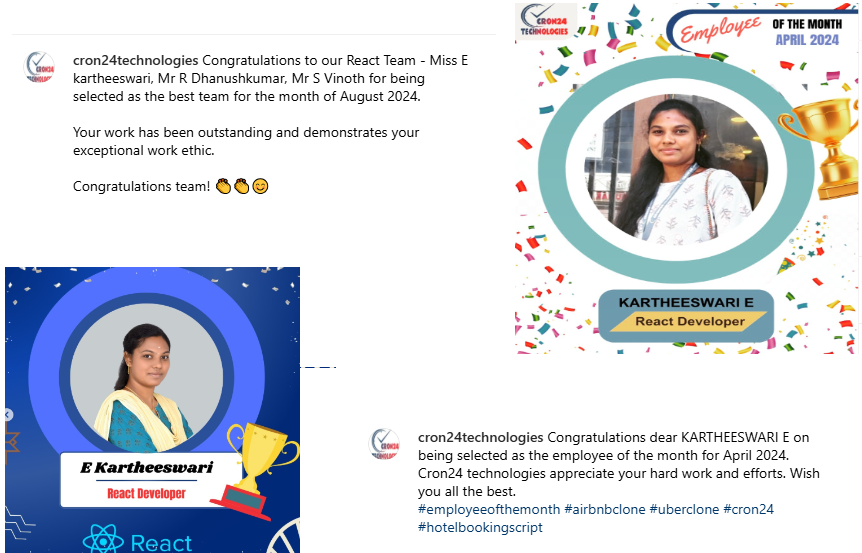 cron24technologies Congratulations to our React Team - Miss E
kartheeswari, Mr R Dhanushkumar, Mr S Vinoth for being
selected as the best team for the month of August 2024.
Your work has been outstanding and demonstrates your
exceptional work ethic.
Congratulations team! 👏👏😊
CRON24
TECHNOLOGIES
Employee OF THE MONTH
APRIL 2024
KARTHEESWARI E
React Developer
E Kartheeswari
React Developer
React
cron24technologies Congratulations dear KARTHEESWARI E on
being selected as the employee of the month for April 2024.
Cron24 technologies appreciate your hard work and efforts. Wish
you all the best.
#employeeofthemonth #airbnbclone #uberclone #cron24
#hotelbookingscript